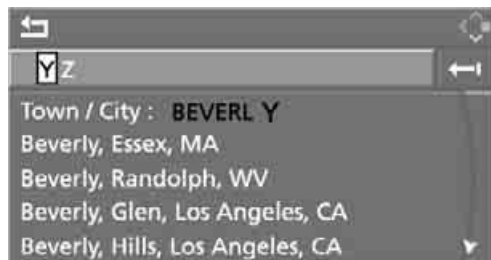 Y Z
Town / City : BEVERL Y
Beverly, Essex, MA
Beverly, Randolph, WV
Beverly, Glen, Los Angeles, CA
Beverly, Hills, Los Angeles, CA